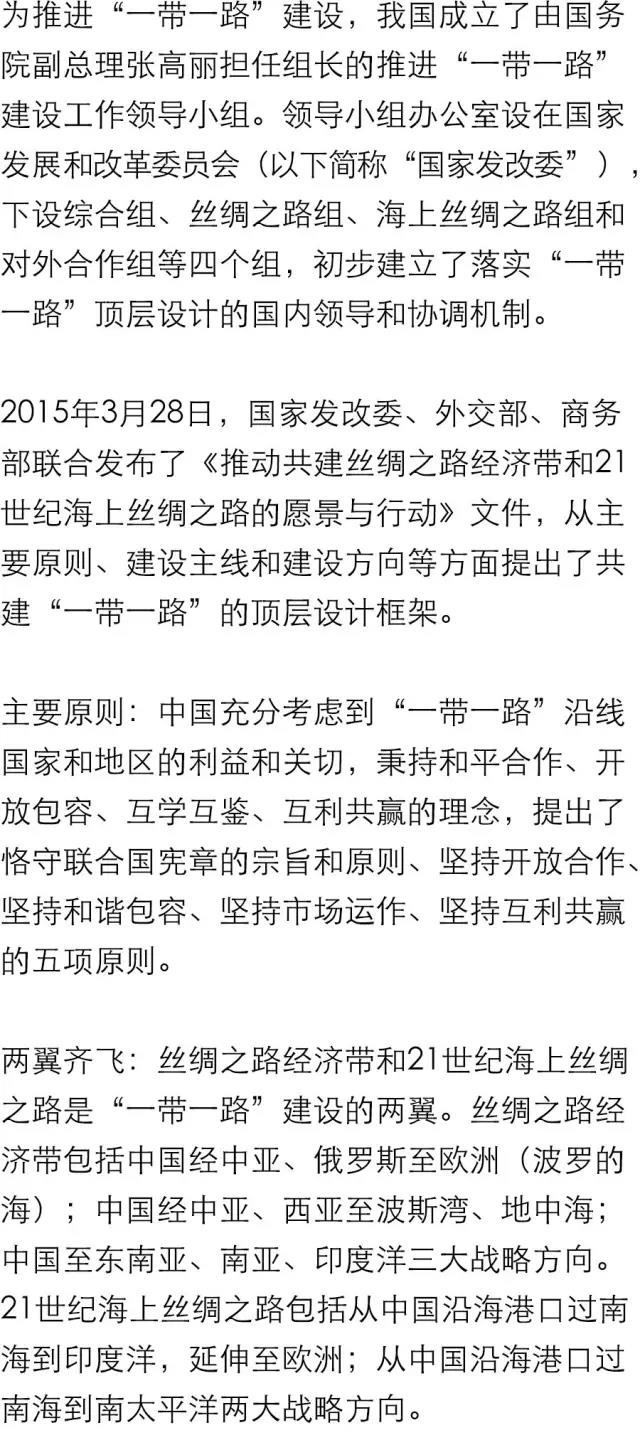 为推进“一带一路”建设，我国成立了由国务
院副总理张高丽担任组长的推进“一带一路”
建设工作领导小组。领导小组办公室设在国家
发展和改革委员会（以下简称“国家发改委”），
下设综合组、丝绸之路组、海上丝绸之路组和
对外合作组等四个组，初步建立了落实“一带
一路”顶层设计的国内领导和协调机制。
2015年3月28日，国家发改委、外交部、商务
部联合发布了《推动共建丝绸之路经济带和21
世纪海上丝绸之路的愿景与行动》文件，从主
要原则、建设主线和建设方向等方面提出了共
建“一带一路”的顶层设计框架。
主要原则：中国充分考虑到“一带一路”沿线
国家和地区的利益和关切，秉持和平合作、开
放包容、互学互鉴、互利共赢的理念，提出了
恪守联合国宪章的宗旨和原则、坚持开放合作、
坚持和谐包容、坚持市场运作、坚持互利共赢
的五项原则。
两翼齐飞：丝绸之路经济带和21世纪海上丝绸
之路是“一带一路”建设的两翼。丝绸之路经
济带包括中国经中亚、俄罗斯至欧洲（波罗的
海）；中国经中亚、西亚至波斯湾、地中海；
中国至东南亚、南亚、印度洋三大战略方向。
21世纪海上丝绸之路包括从中国沿海港口过南
海到印度洋，延伸至欧洲；从中国沿海港口过
南海到南太平洋两大战略方向。